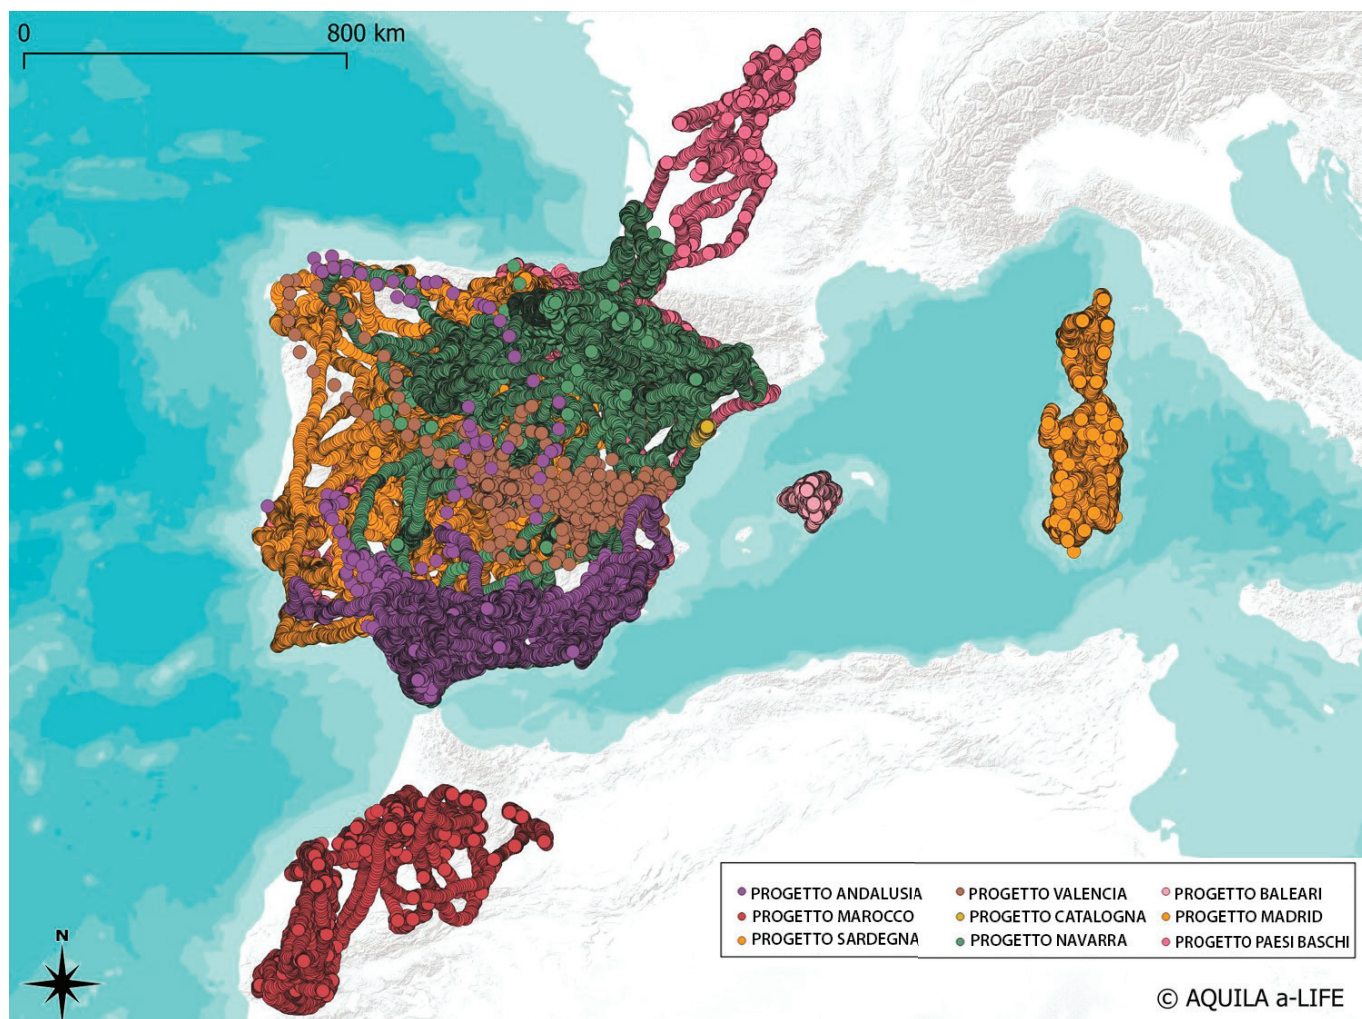 0 800 km
PROGETTO ANDALUSIA PROGETTO VALENCIA PROGETTO BALEARI
PROGETTO MAROCCO PROGETTO CATALOGNA PROGETTO MADRID
PROGETTO SARDEGNA PROGETTO NAVARRA PROGETTO PAESI BASCHI
N
© AQUILA a-LIFE